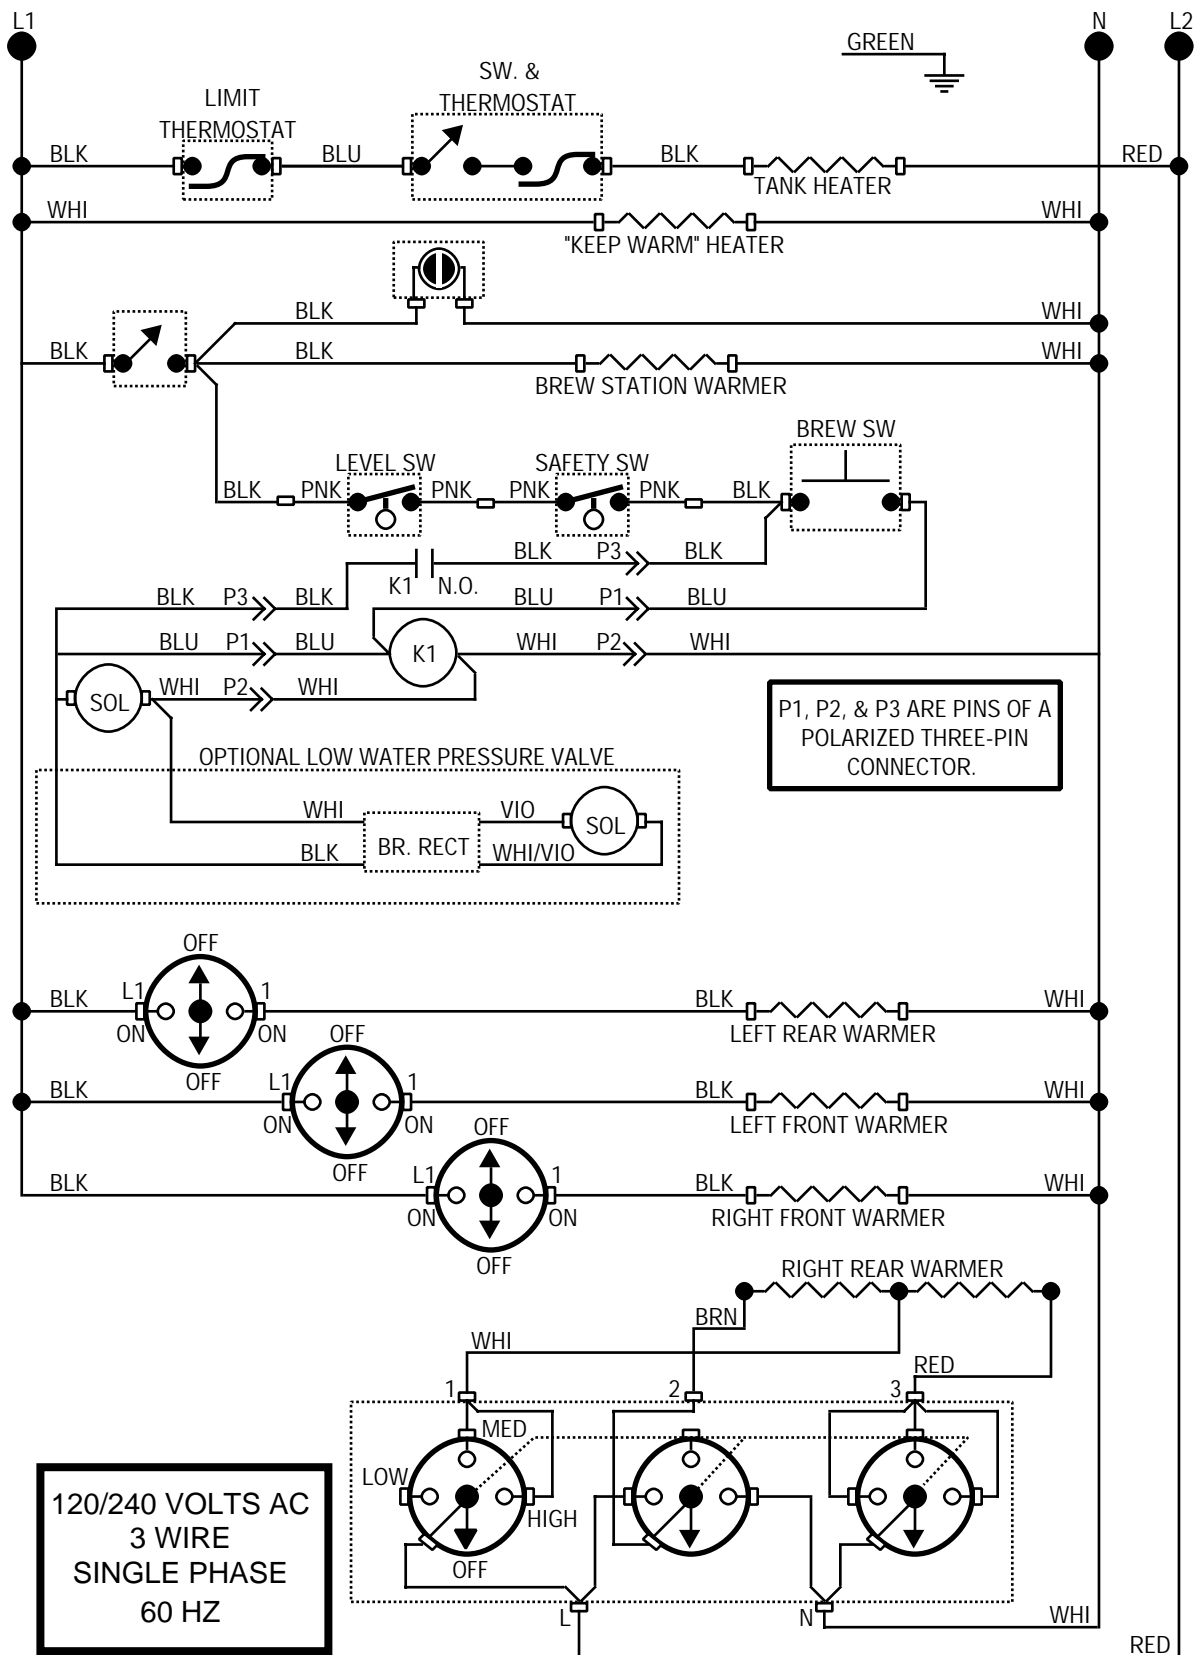 L1 N L2
GREEN
SW. &
THERMOSTAT
LIMIT
THERMOSTAT
BLK BLU BLK RED
TANK HEATER
WHI WHI
"KEEP WARM" HEATER
BLK WHI
BLK BLK WHI
BREW STATION WARMER
BREW SW
LEVEL SW SAFETY SW
BLK PNK PNK PNK PNK BLK
BLK P3 BLK
K1 N.O.
BLK P3 BLK BLU P1 BLU
BLU P1 BLU K1 WHI P2 WHI
SOL WHI P2 WHI
P1, P2, & P3 ARE PINS OF A
POLARIZED THREE-PIN
CONNECTOR.
OPTIONAL LOW WATER PRESSURE VALVE
WHI VIO SOL
BLK BR. RECT WHI/VIO
OFF
BLK L1 1 BLK WHI
ON ON LEFT REAR WARMER
OFF
OFF
BLK L1 1 BLK WHI
ON ON LEFT FRONT WARMER
OFF
OFF
BLK L1 1 BLK WHI
ON ON RIGHT FRONT WARMER
OFF
RIGHT REAR WARMER
BRN
WHI
RED
1 2 3
MED
LOW
HIGH
OFF
120/240 VOLTS AC
3 WIRE
SINGLE PHASE
60 HZ
L N WHI
RED